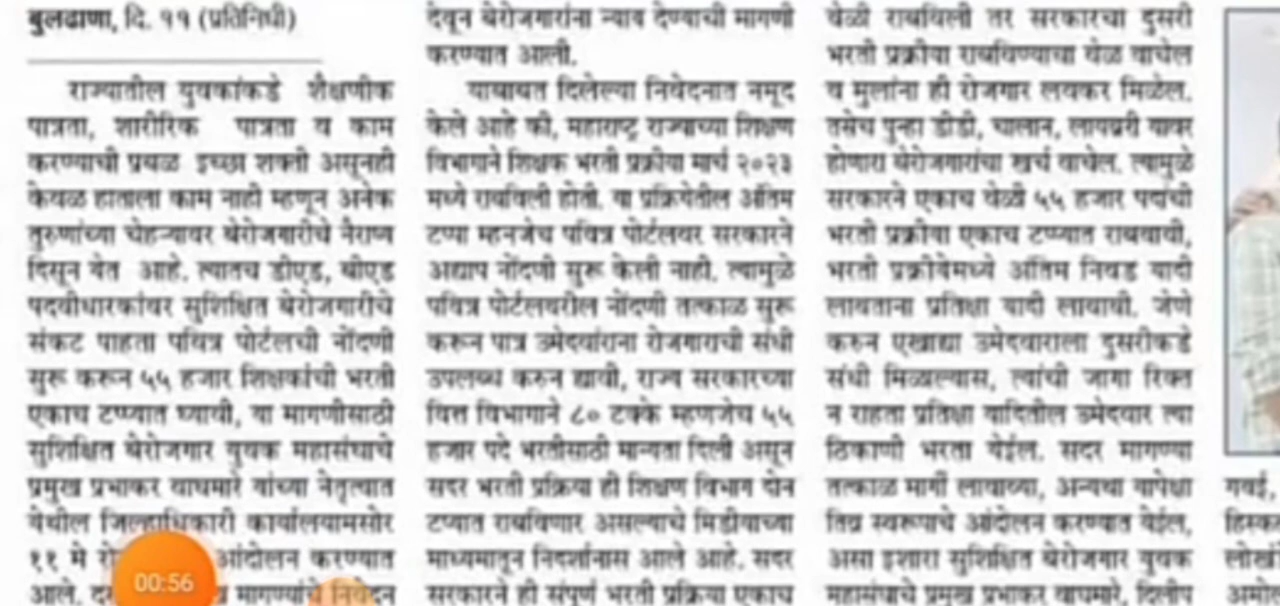 बुलढाणा, दि. ११ (प्रतिनिधी)
राज्यातील युवकांकडे शैक्षणीक
पात्रता, शारीरिक पात्रता व काम
करण्याची प्रबळ इच्छा शक्ती असूनही
केवळ हाताला काम नाही म्हणून अनेक
तुरुणांच्या चेहऱ्यावर बेरोजगारीचे नैराश्य
दिसून येत आहे. त्यातच डीएड, बीएड
पदवीधारकांवर सुशिक्षित बेरोजगारीचे
संकट पाहता पवित्र पोर्टलची नोंदणी
सुरू करून ५५ हजार शिक्षकांची भरती
एकाच टप्प्यात घ्यावी, या मागणीसाठी
सुशिक्षित बेरोजगार युवक महासंघाचे
प्रमुख प्रभाकर वाघमारे यांच्या नेतृत्वात
येथील जिल्हाधिकारी कार्यालयामसोर
११ मे आंदोलन करण्यात
आले. मागण्यांचे निवेदन
देवून बेरोजगारांना न्याय देण्याची मागणी
करण्यात आली.
याबाबत दिलेल्या निवेदनात नमूद
केले आहे की, महाराष्ट्र राज्याच्या शिक्षण
विभागाने शिक्षक भरती प्रक्रीया मार्च २०२३
मध्ये राबविली होती. या प्रक्रियेतील अंतिम
टप्पा म्हनजेच पवित्र पोर्टलवर सरकारने
अद्याप नोंदणी सुरू केली नाही. त्यामुळे
पवित्र पोर्टलवरील नोंदणी तत्काळ सुरू
करून पात्र उमेदवांराना रोजगाराची संधी
उपलब्ध करुन द्यावी, राज्य सरकारच्या
वित्त विभागाने ८० टक्के म्हणजेच ५५
हजार पदे भरतीसाठी मान्यता दिली असून
सदर भरती प्रक्रिया ही शिक्षण विभाग दोन
टप्यात राबविणार असल्याचे मिडीयाच्या
माध्यमातून निदर्शानास आले आहे. सदर
सरकारने ही संपूर्ण भरती प्रक्रिया एकाच
वेळी राबविली तर सरकारचा दुसरी
भरती प्रक्रीया राबविण्याचा वेळ वाचेल
व मुलांना ही रोजगार लवकर मिळेल.
तसेच पुन्हा डीडी, चालान, लायब्ररी यावर
होणारा बेरोजगारांचा खर्च वाचेल. त्यामुळे
सरकारने एकाच वेळी ५५ हजार पदांची
भरती प्रक्रीया एकाच टप्प्यात राबवावी,
भरती प्रक्रीयेमध्ये अंतिम निवड यादी
लावताना प्रतिक्षा यादी लावावी. जेणे
करुन एखाद्या उमेदवाराला दुसरीकडे
संधी मिळाल्यास, त्यांची जागा रिक्त
न राहता प्रतिक्षा यादितील उमेदवार त्या
ठिकाणी भरता येईल. सदर मागण्या
तत्काळ मार्गी लावाव्या, अन्यथा यापेक्षा
तिव्र स्वरूपाचे आंदोलन करण्यात येईल,
असा इशारा सुशिक्षित बेरोजगार युवक
महासंघाचे प्रमुख प्रभाकर वाघमारे, दिलीप
गवई,
00:56